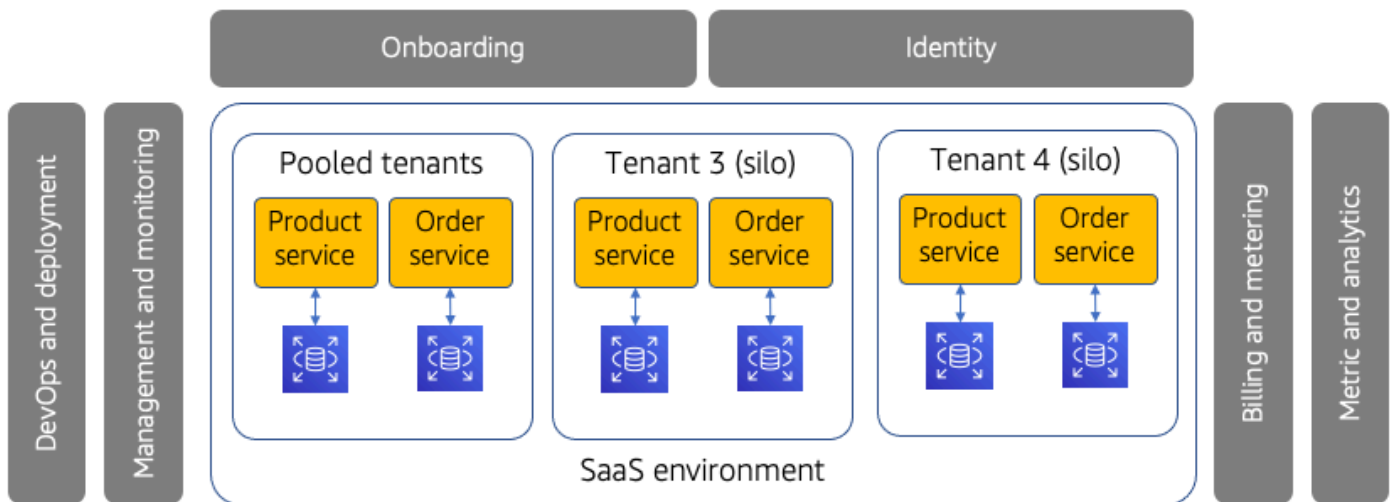 Onboarding
Identity
DevOps and deployment
Management and monitoring
Pooled tenants
Product
service
Order
service
Tenant 3 (silo)
Product
service
Order
service
Tenant 4 (silo)
Product
service
Order
service
SaaS environment
Billing and metering
Metric and analytics